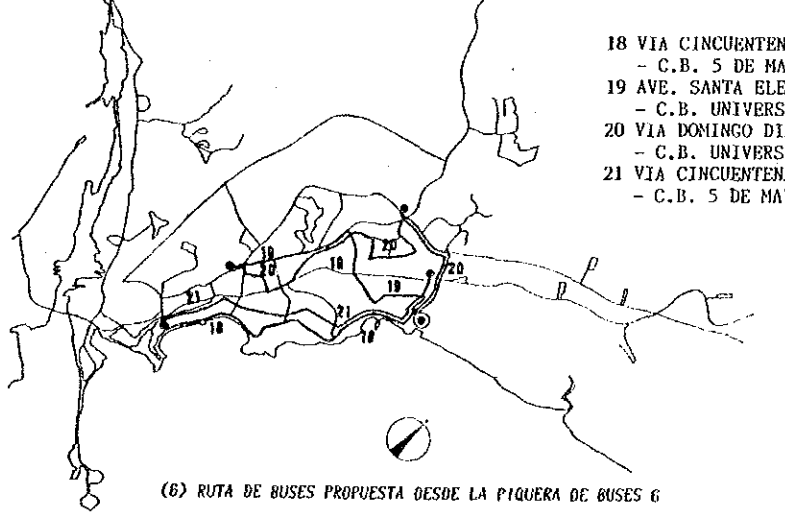 18 VIA CINCUENTEN
- C.B. 5 DE MA
19 AVE. SANTA ELE
- C.B. UNIVERS
20 VIA DOMINGO DI
- C.B. UNIVERS
21 VIA CINCUENTEN
- C.B. 5 DE MA
19
20
18
20
20
19
21
18
21
18
(6) RUTA DE BUSES PROPUESTA DESDE LA PIQUERA DE BUSES 6